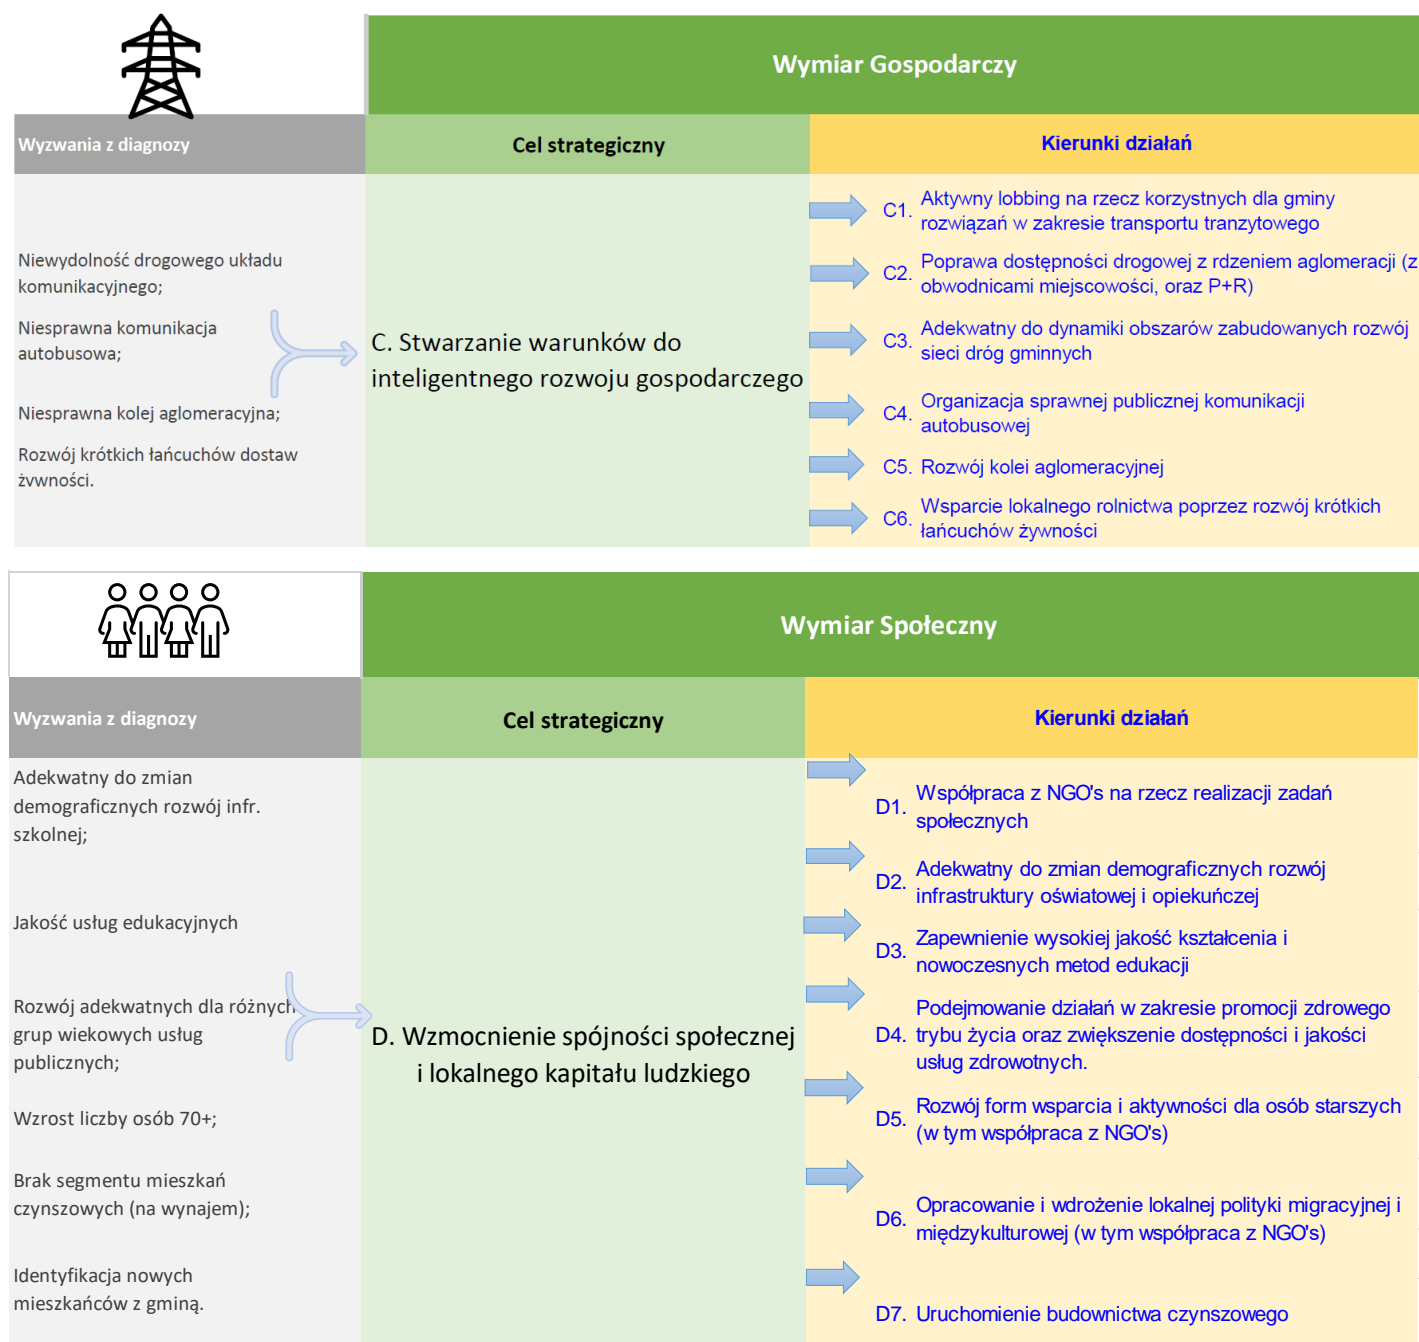 Wymiar Gospodarczy
Wyzwania z diagnozy
Cel strategiczny
Kierunki działań
Niewydolność drogowego układu
komunikacyjnego;
Niesprawna komunikacja
autobusowa;
Niesprawna kolej aglomeracyjna;
Rozwój krótkich łańcuchów dostaw
żvwności.
C. Stwarzanie warunków do
inteligentnego rozwoju gospodarczego
C1. Aktywny lobbing na rzecz korzystnych dla gminy
rozwiązań w zakresie transportu tranzytowego
C2. Poprawa dostępności drogowej z rdzeniem aglomeracji (z
obwodnicami miejscowości, oraz P+R)
C3. Adekwatny do dynamiki obszarów zabudowanych rozwój
sieci dróg gminnych
C4. Organizacja sprawnej publicznej komunikacji
autobusowej
C5. Rozwój kolei aglomeracyjnej
C6. Wsparcie lokalnego rolnictwa poprzez rozwój krótkich
łańcuchów żywności
Wymiar Społeczny
Wyzwania z diagnozy
Cel strategiczny
Kierunki działań
Adekwatny do zmian
demograficznych rozwój infr.
szkolnej;
Jakość usług edukacyjnych
Rozwój adekwatnych dla różnych
grup wiekowych usług
publicznych;
Wzrost liczby osób 70+;
Brak segmentu mieszkań
czynszowych (na wynajem);
Identyfikacja nowych
mieszkańców z gminą.
D. Wzmocnienie spójności społecznej
i lokalnego kapitału ludzkiego
D1. Współpraca z NGO's na rzecz realizacji zadań
społecznych
D2. Adekwatny do zmian demograficznych rozwój
infrastruktury oświatowej i opiekuńczej
D3. Zapewnienie wysokiej jakość kształcenia i
nowoczesnych metod edukacji
Podejmowanie działań w zakresie promocji zdrowego
D4. trybu życia oraz zwiększenie dostępności i jakości
usług zdrowotnych.
D5. Rozwój form wsparcia i aktywności dla osób starszych
(w tym współpraca z NGO's)
D6. Opracowanie i wdrożenie lokalnej polityki migracyjnej i
międzykulturowej (w tym współpraca z NGO's)
D7. Uruchomienie budownictwa czynszowego